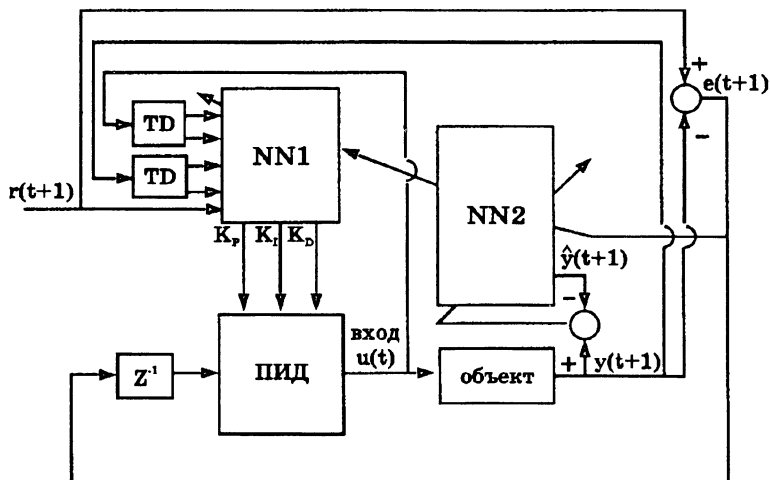 +
e(t+1)
−
TD
NN1
TD
NN2
r(t+1)
K_P K_I K_D
ŷ(t+1)
−
вход
u(t)
Z⁻¹
ПИД
объект
+
y(t+1)